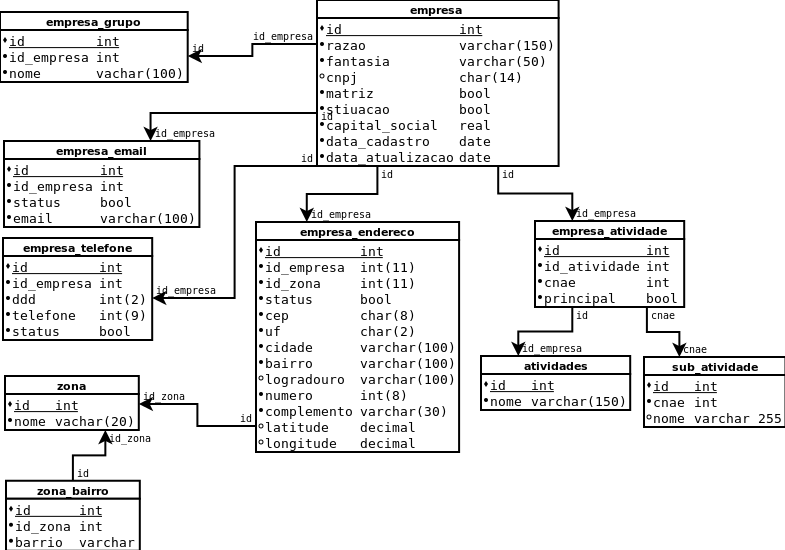 empresa_grupo
id int
id_empresa int
nome vachar(100)
id
id_empresa
empresa
id int
razao varchar(150)
fantasia varchar(50)
cnpj char(14)
matriz bool
stiuacao bool
capital_social real
data_cadastro date
data_atualizacao date
id
id_empresa
empresa_email
id int
id_empresa int
status bool
email varchar(100)
id
id_empresa
empresa_telefone
id int
id_empresa int
ddd int(2)
telefone int(9)
status bool
id
id_empresa
empresa_endereco
id int
id_empresa int(11)
id_zona int(11)
status bool
cep char(8)
uf char(2)
cidade varchar(100)
bairro varchar(100)
logradouro varchar(100)
numero int(8)
complemento varchar(30)
latitude decimal
longitude decimal
id
id_empresa
empresa_atividade
id int
id_atividade int
cnae int
principal bool
id
id_empresa
atividades
id int
nome varchar(150)
cnae
cnae
sub_atividade
id int
cnae int
nome varchar 255
zona
id int
nome vachar(20)
id_zona
id
id_zona
id
zona_bairro
id int
id_zona int
barrio varchar